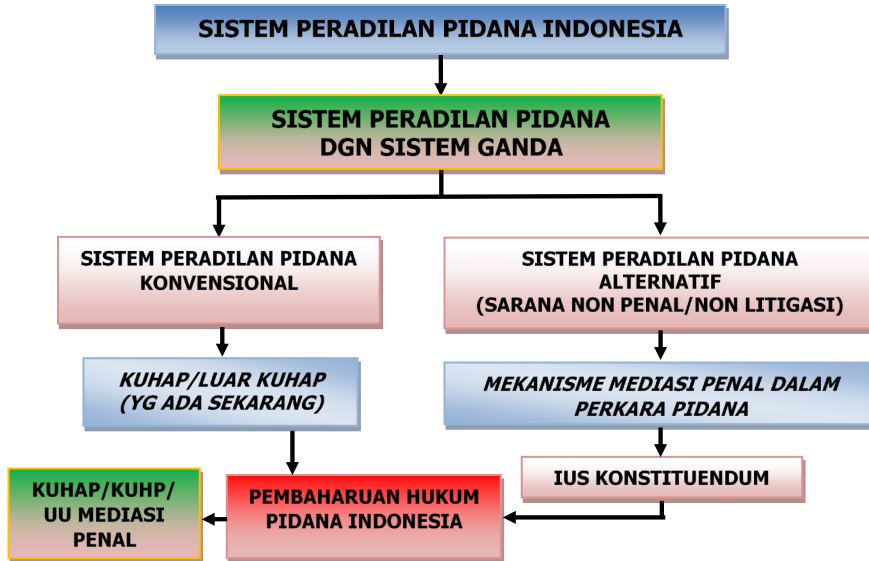 SISTEM PERADILAN PIDANA INDONESIA
SISTEM PERADILAN PIDANA
DGN SISTEM GANDA
SISTEM PERADILAN PIDANA
KONVENSIONAL
SISTEM PERADILAN PIDANA
ALTERNATIF
(SARANA NON PENAL/NON LITIGASI)
KUHAP/LUAR KUHAP
(YG ADA SEKARANG)
MEKANISME MEDIASI PENAL DALAM
PERKARA PIDANA
IUS KONSTITUENDUM
KUHAP/KUHP/
UU MEDIASI
PENAL
PEMBAHARUAN HUKUM
PIDANA INDONESIA